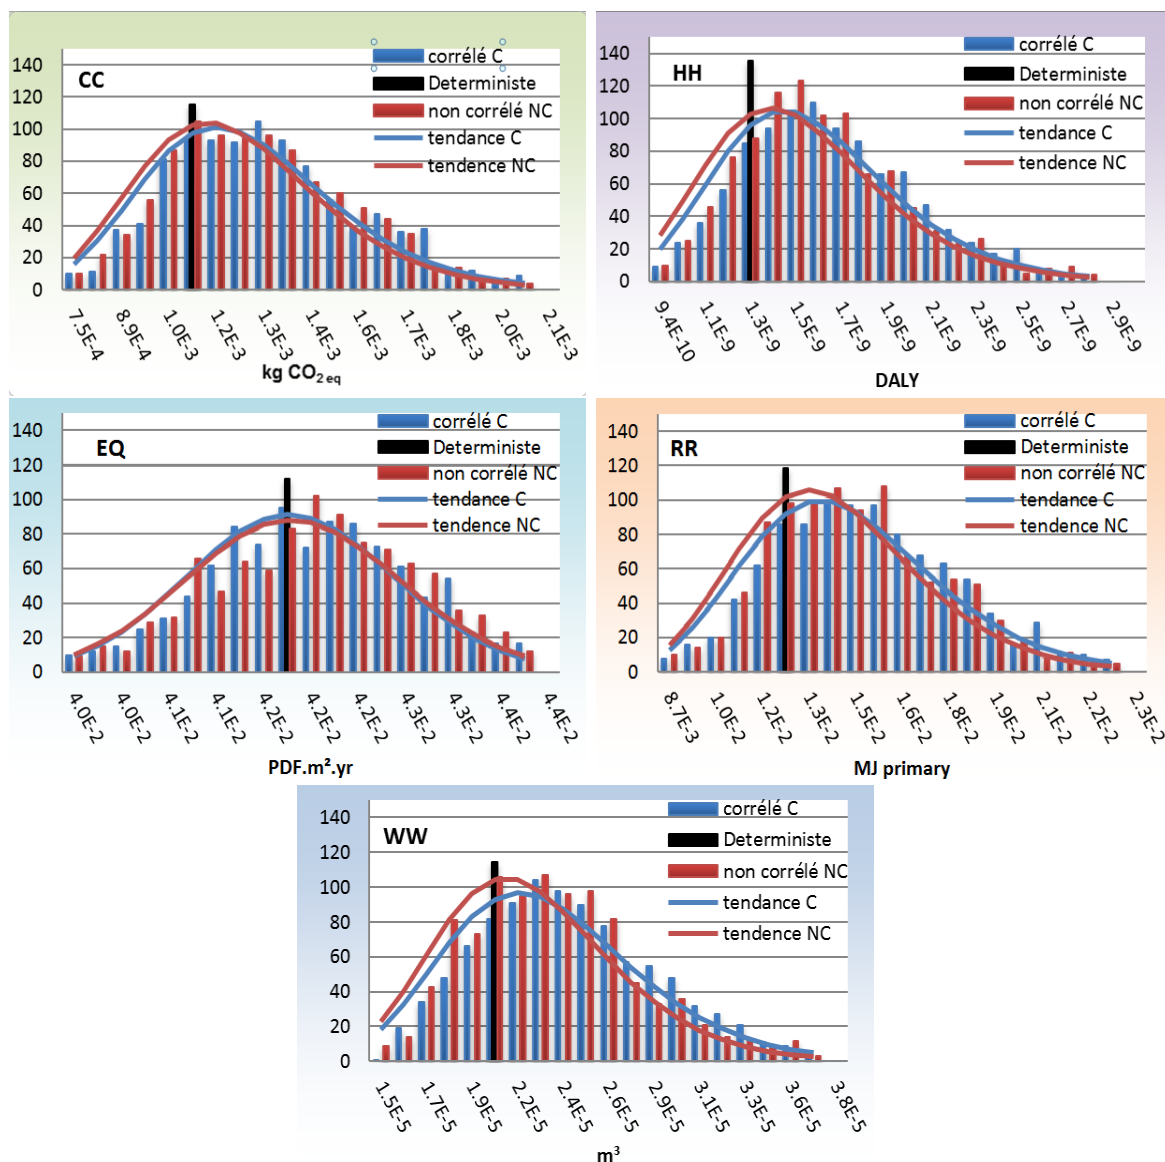 CC
corrélé C
Deterministe
non corrélé NC
tendance C
tendence NC
140
120
100
80
60
40
20
0
7.5E-4
8.9E-4
1.0E-3
1.2E-3
1.3E-3
1.4E-3
1.6E-3
1.8E-3
2.0E-3
2.1E-3
kg CO2 eq
HH
corrélé C
Deterministe
non corrélé NC
tendance C
tendence NC
140
120
100
80
60
40
20
0
9.4E-10
1.1E-9
1.3E-9
1.5E-9
1.7E-9
1.9E-9
2.1E-9
2.3E-9
2.5E-9
2.7E-9
2.9E-9
DALY
EQ
corrélé C
Deterministe
non corrélé NC
tendance C
tendence NC
140
120
100
80
60
40
20
0
4.0E-2
4.0E-2
4.1E-2
4.1E-2
4.2E-2
4.2E-2
4.2E-2
4.3E-2
4.3E-2
4.4E-2
4.4E-2
PDF.m².yr
RR
corrélé C
Deterministe
non corrélé NC
tendance C
tendence NC
140
120
100
80
60
40
20
0
8.7E-3
1.0E-2
1.2E-2
1.3E-2
1.5E-2
1.6E-2
1.8E-2
1.9E-2
2.1E-2
2.2E-2
2.3E-2
MJ primary
WW
corrélé C
Deterministe
non corrélé NC
tendance C
tendence NC
140
120
100
80
60
40
20
0
1.5E-5
1.7E-5
1.9E-5
2.2E-5
2.4E-5
2.6E-5
2.9E-5
3.1E-5
3.3E-5
3.6E-5
3.8E-5
m³